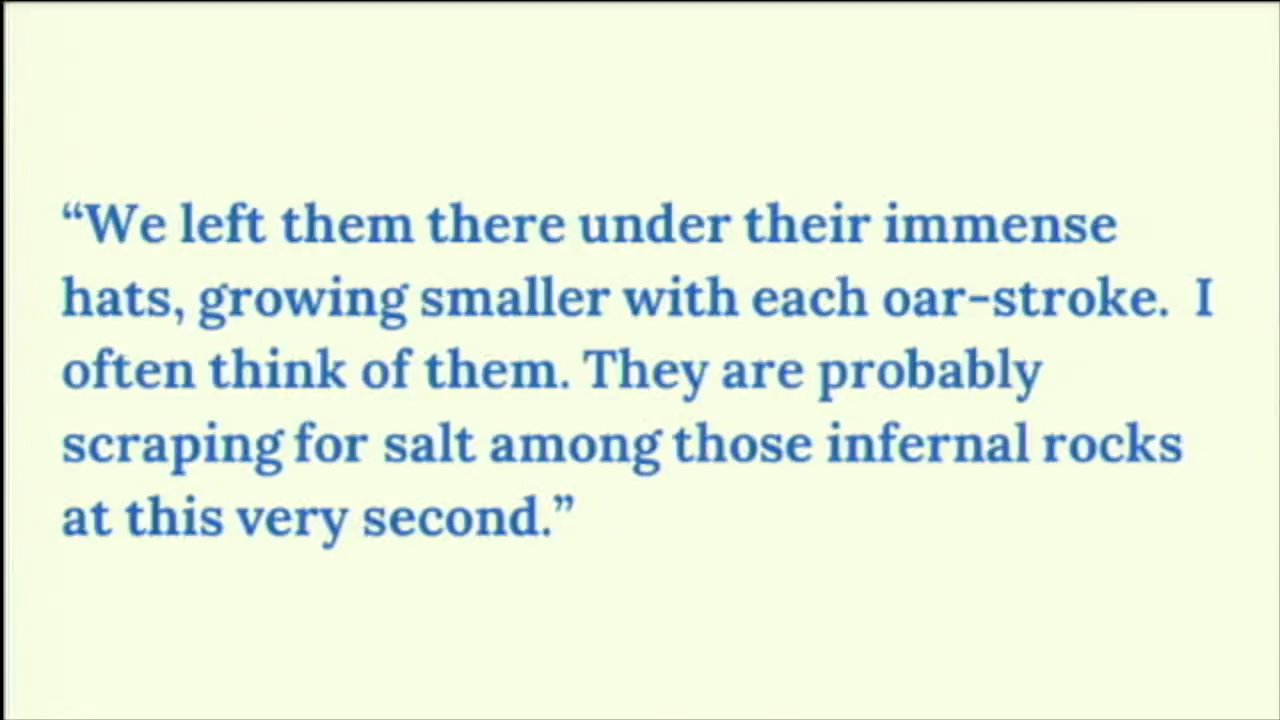 “We left them there under their immense
hats, growing smaller with each oar-stroke.  I
often think of them. They are probably
scraping for salt among those infernal rocks
at this very second.”